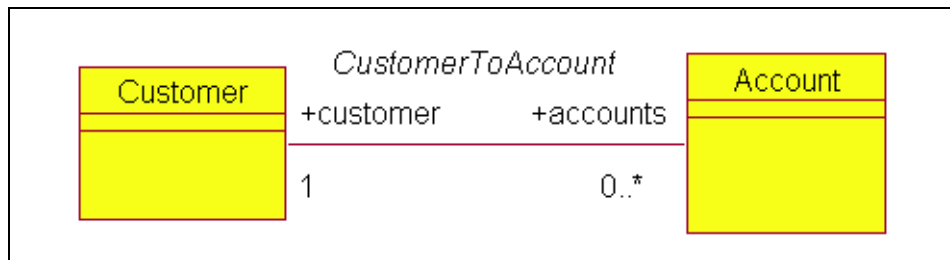 CustomerToAccount
Customer
Account
+customer
+accounts
1
0..*